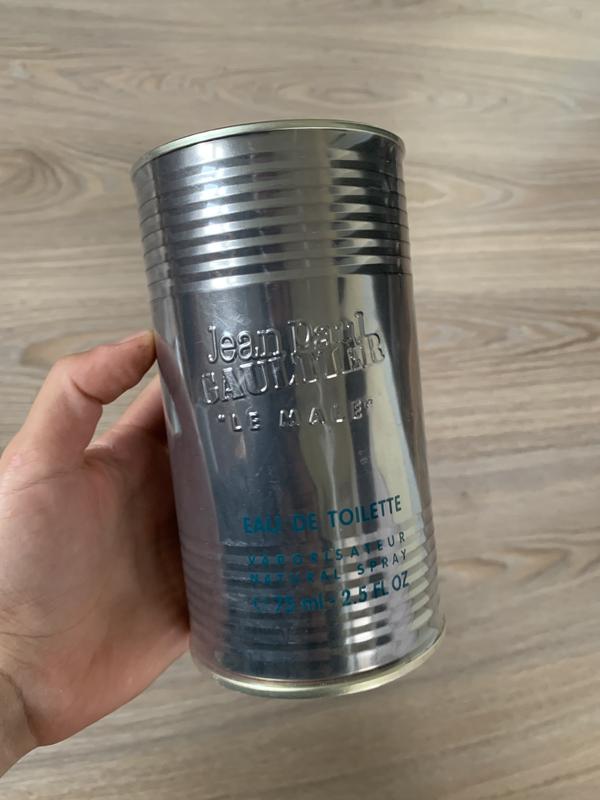 Jean Paul
GAULTIER
"LE MALE"
EAU DE TOILETTE
VAPORISATEUR
NATURAL SPRAY
℮ 75 ml - 2.5 FL OZ